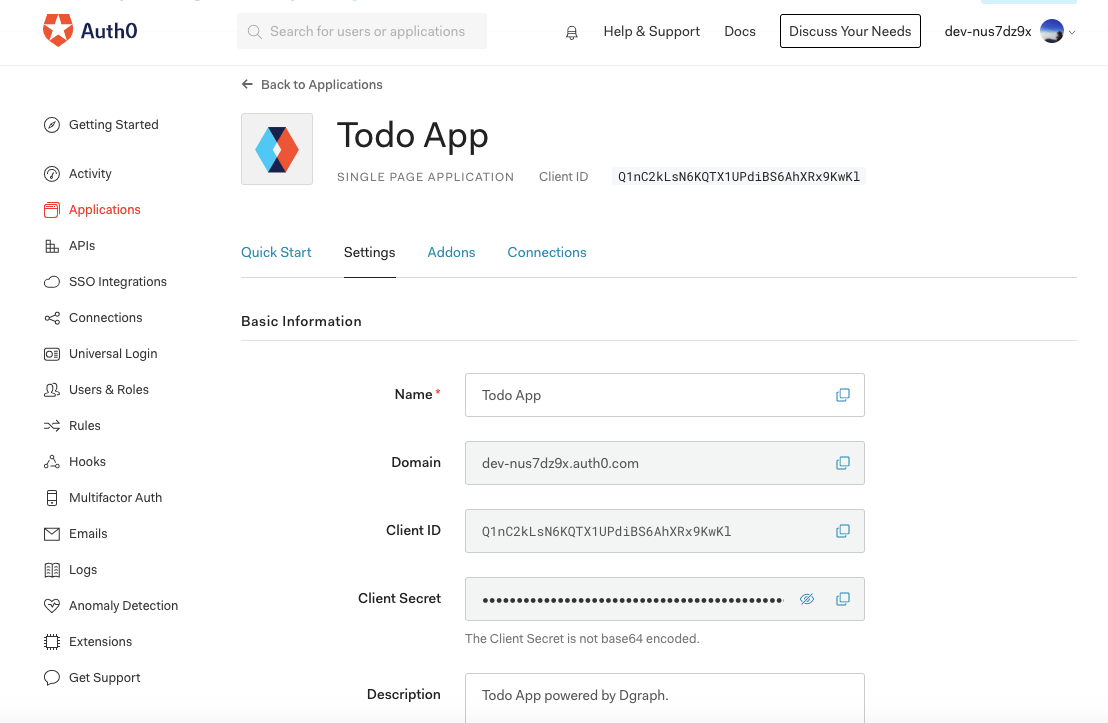 Auth0
Search for users or applications
Help & Support
Docs
Discuss Your Needs
dev-nus7dz9x
Back to Applications
Getting Started
Activity
Applications
APIs
SSO Integrations
Connections
Universal Login
Users & Roles
Rules
Hooks
Multifactor Auth
Emails
Logs
Anomaly Detection
Extensions
Get Support
Todo App
SINGLE PAGE APPLICATION
Client ID
Q1nC2kLsN6KQTX1UPdiBS6AhXRx9KwKl
Quick Start
Settings
Addons
Connections
Basic Information
Name*
Todo App
Domain
dev-nus7dz9x.auth0.com
Client ID
Q1nC2kLsN6KQTX1UPdiBS6AhXRx9KwKl
Client Secret
The Client Secret is not base64 encoded.
Description
Todo App powered by Dgraph.